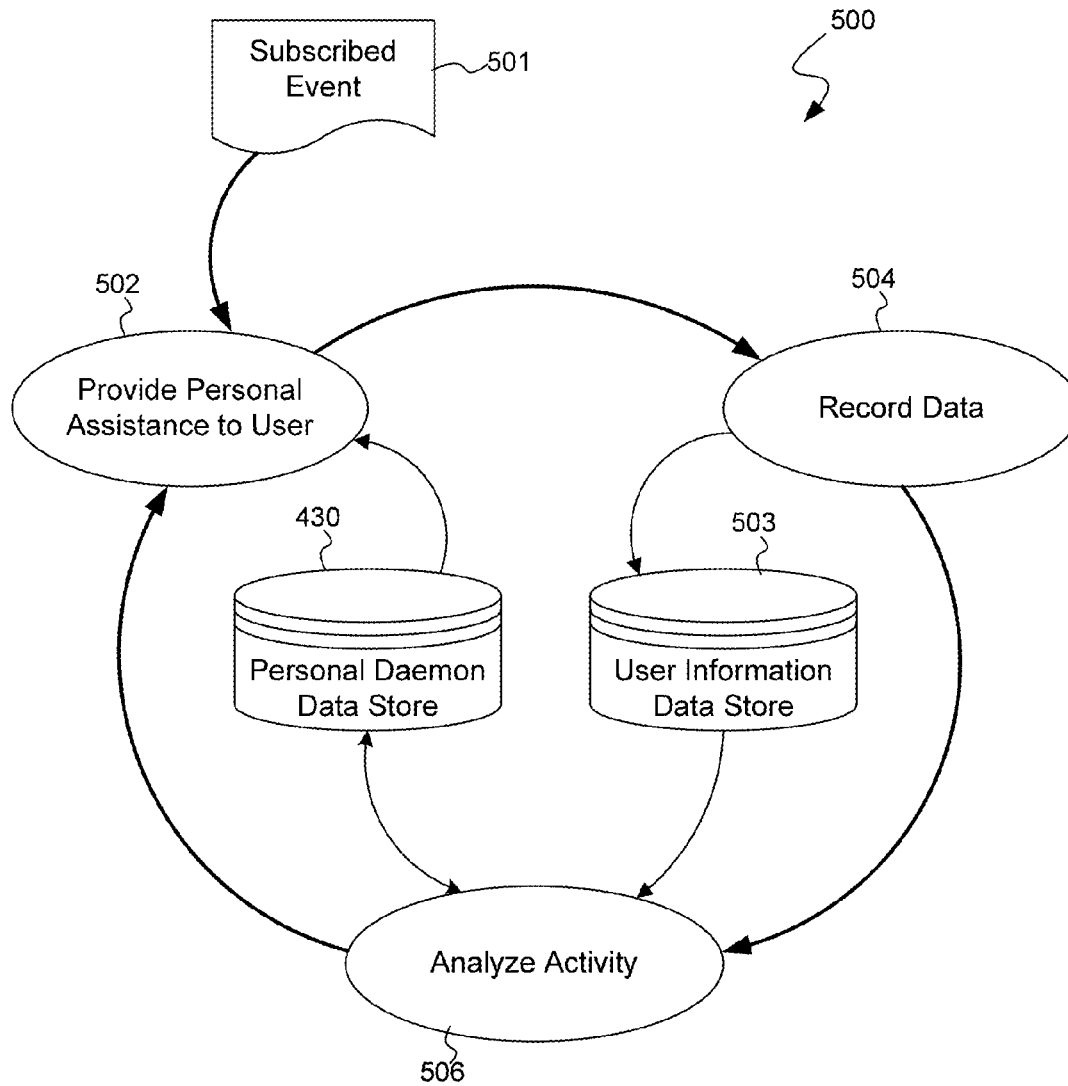 500
Subscribed
Event
501
502
504
Provide Personal
Assistance to User
Record Data
430
503
Personal Daemon
Data Store
User Information
Data Store
Analyze Activity
506